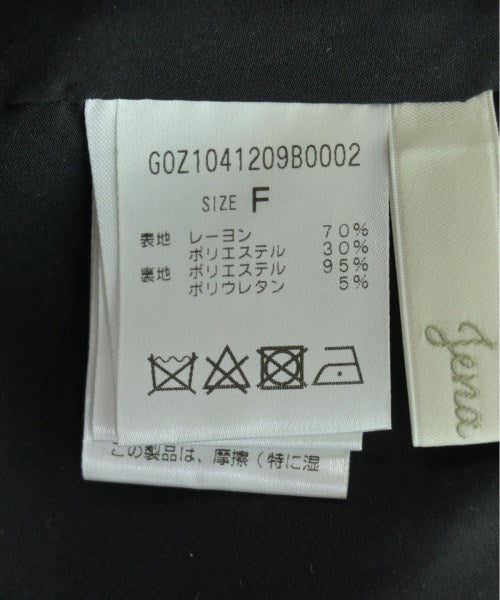 G0Z1041209B0002
SIZE F
表地 レーヨン 70%
ポリエステル 30%
裏地 ポリエステル 95%
ポリウレタン 5%
この製品は、摩擦(特に湿
Jena